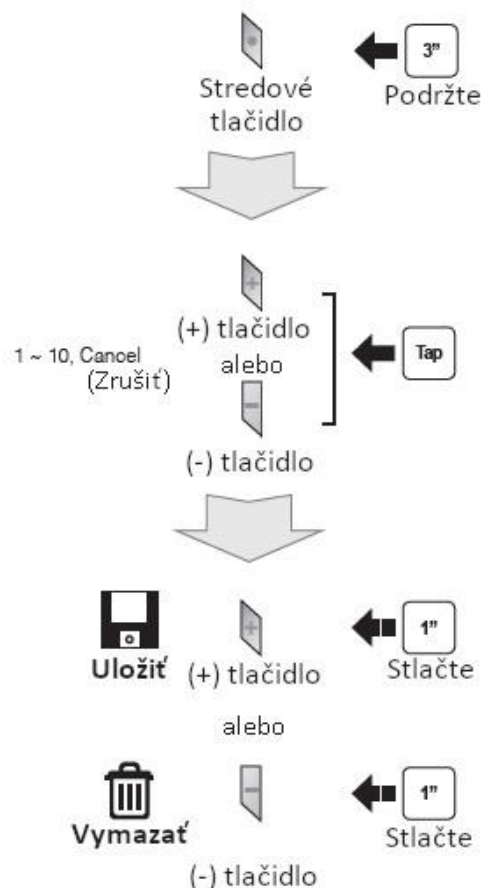 3"
Stredové
tlačidlo
Podržte
(+) tlačidlo
1 ~ 10, Cancel
(Zrušiť)
alebo
Tap
(-) tlačidlo
1"
Uložiť
(+) tlačidlo
Stlačte
alebo
1"
Vymazať
Stlačte
(-) tlačidlo